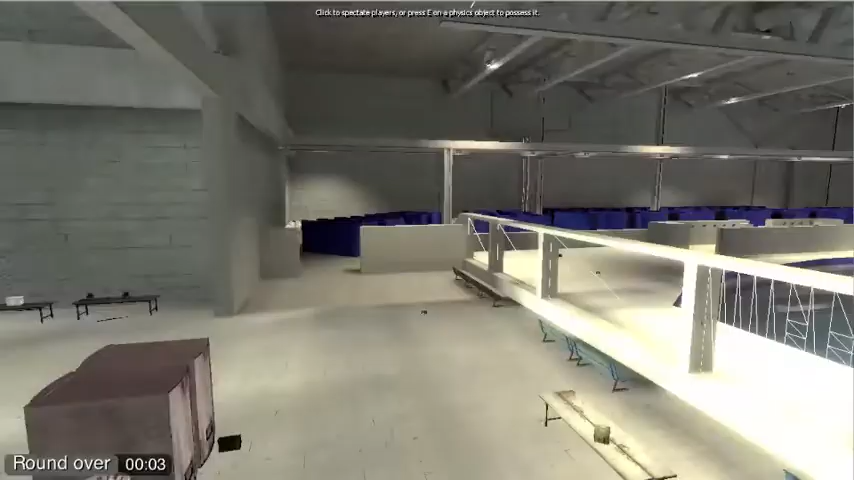 Click to spectate players, or press E on a physics object to possess it.
Round over 00:03